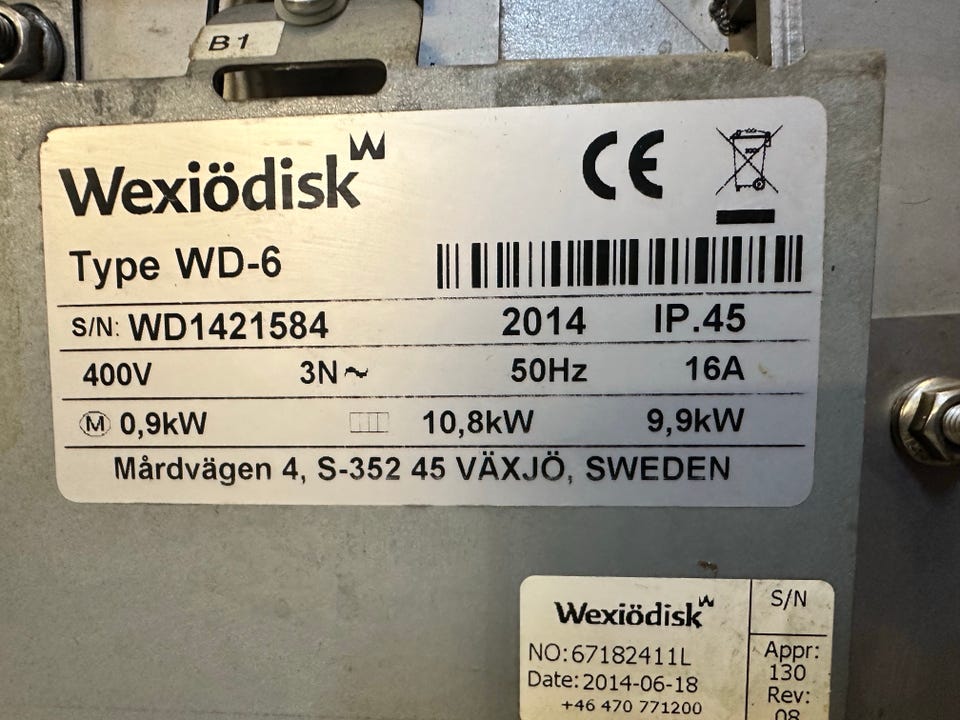 B1
Wexiödisk
CE
Type WD-6
S/N: WD1421584 2014 IP.45
400V 3N~ 50Hz 16A
M 0,9kW 10,8kW 9,9kW
Mårdvägen 4, S-352 45 VÄXJÖ, SWEDEN
Wexiödisk
NO:67182411L
Date:2014-06-18
+46 470 771200
S/N
Appr:
130
Rev:
08